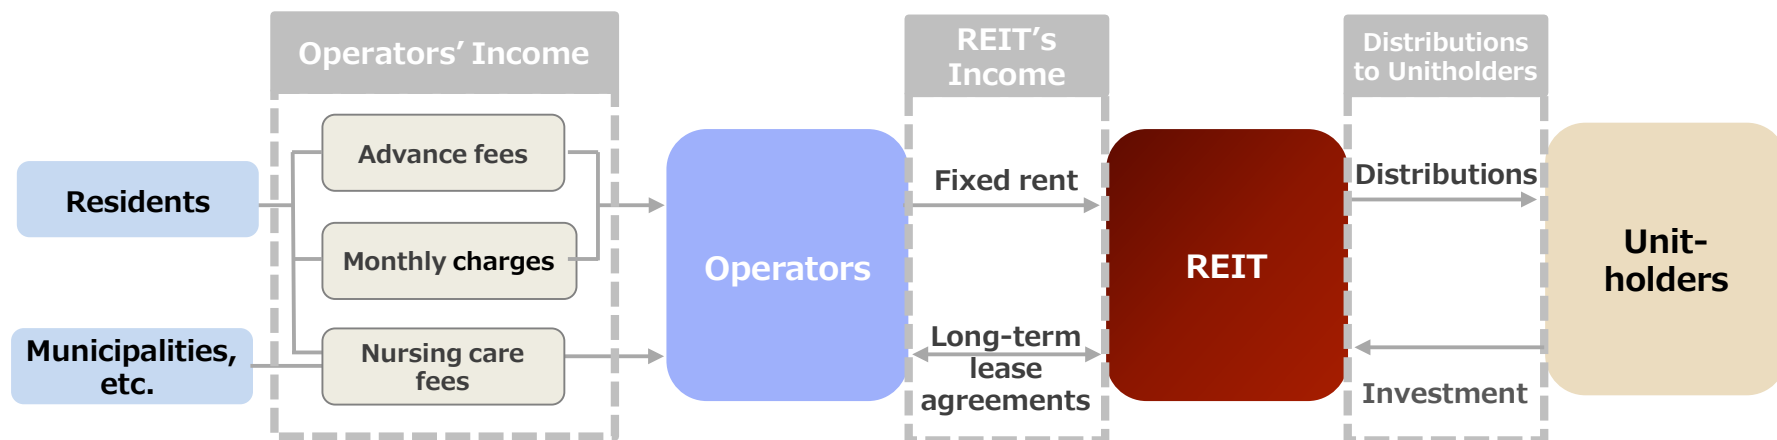 Operators’ Income
REIT’s
Income
Distributions
to Unitholders
Residents
Municipalities,
etc.
Advance fees
Monthly charges
Nursing care
fees
Operators
Fixed rent
Long-term
lease
agreements
REIT
Distributions
Investment
Unit-
holders